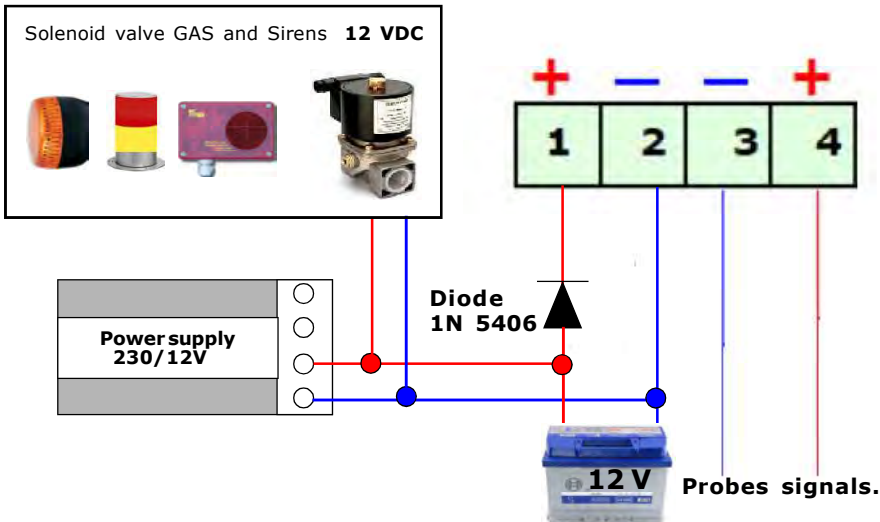 Solenoid valve GAS and Sirens 12 VDC
+ − − +
1 2 3 4
Diode
1N 5406
Power supply
230/12V
12 V
Probes signals.